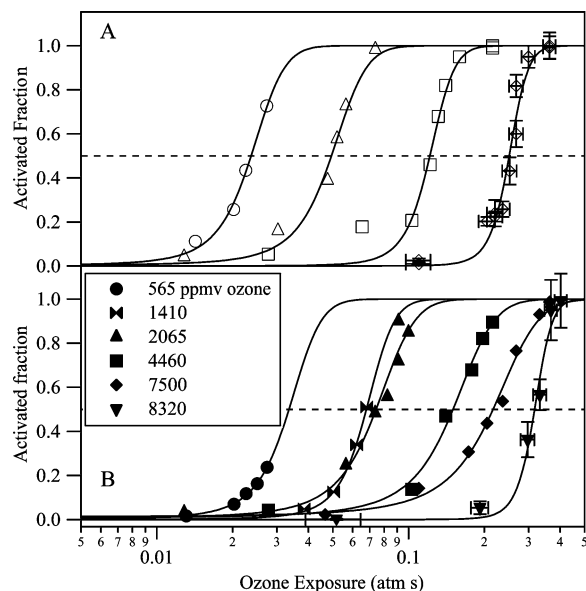 A
1.0
0.8
0.6
0.4
0.2
0.0
Activated Fraction
565 ppmv ozone
1410
2065
4460
7500
8320
B
1.0
0.8
0.6
0.4
0.2
0.0
Activated fraction
5 6 7 8 9 0.01 2 3 4 5 6 7 8 9 0.1 2 3 4 5
Ozone Exposure (atm s)